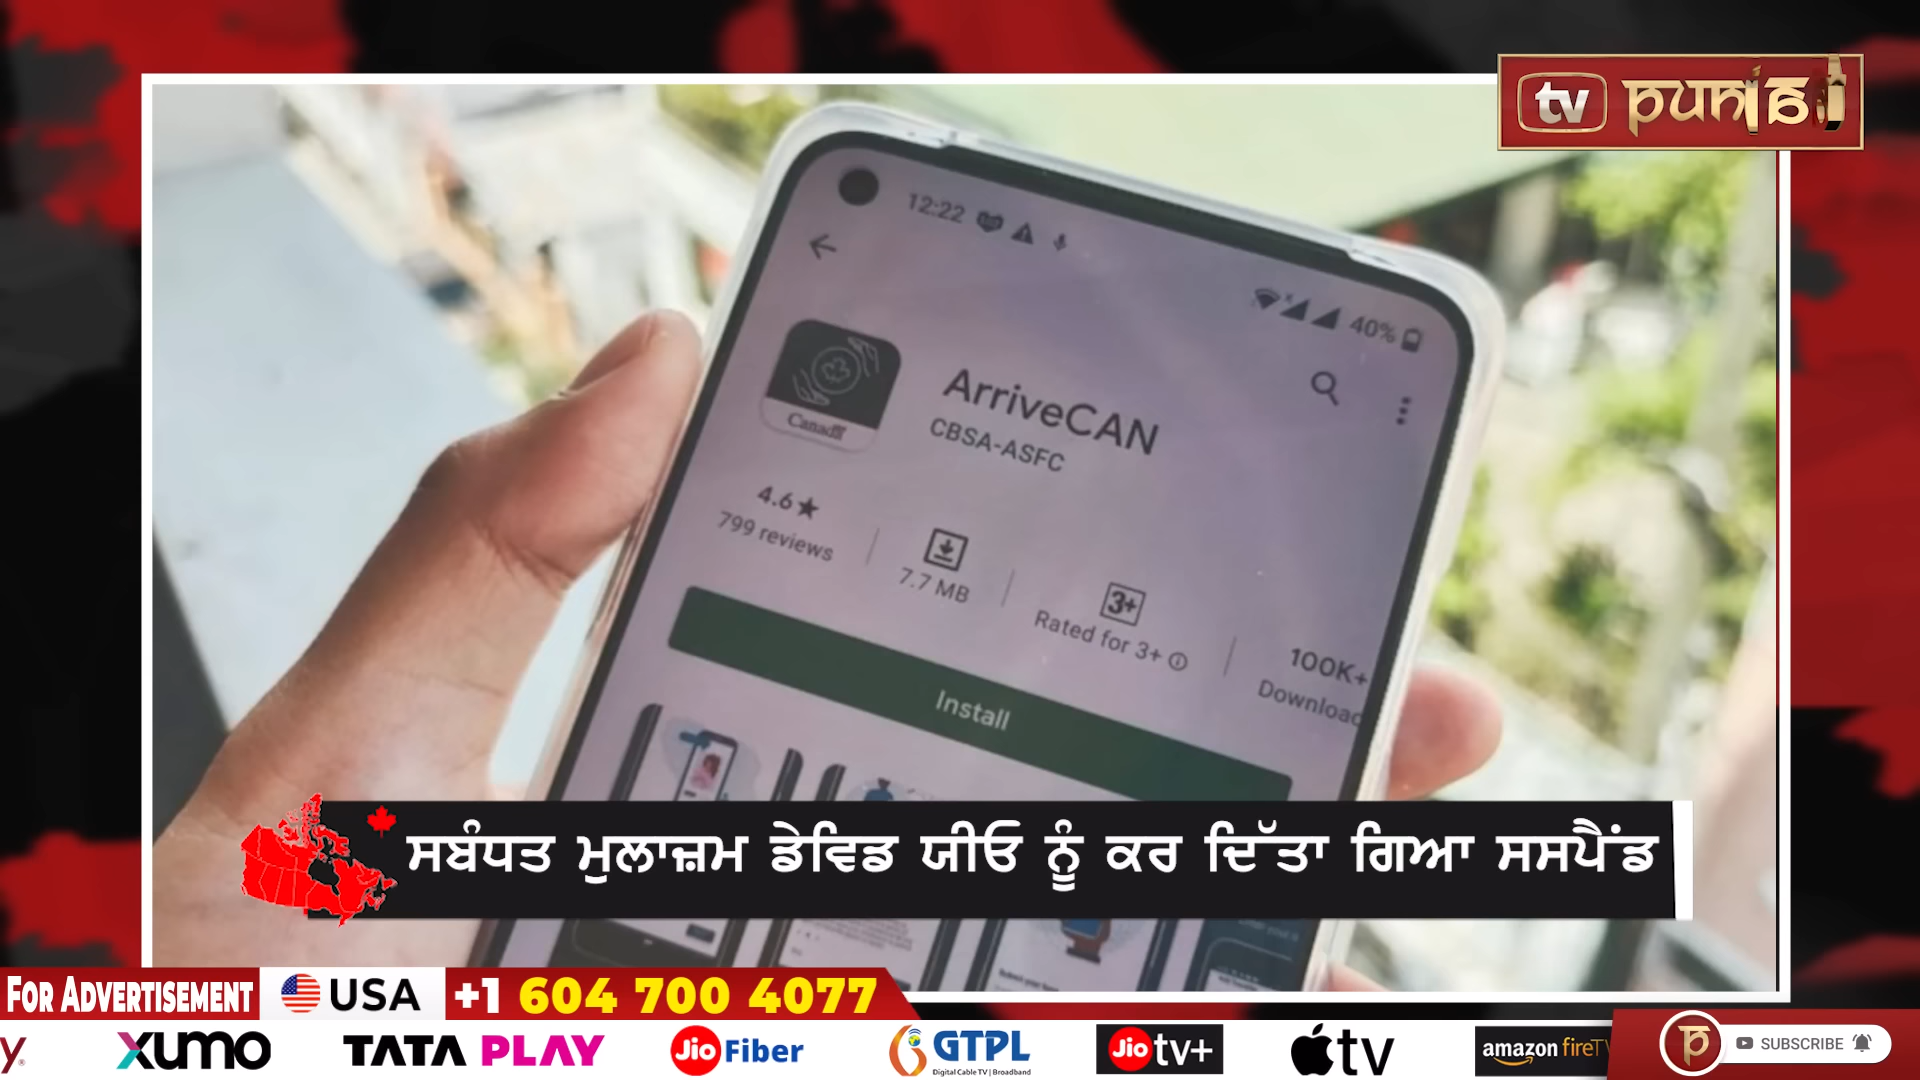 tv punjabi
12:22
40%
ArriveCAN
CBSA-ASFC
Canada
4.6★
799 reviews
7.7 MB
3+
Rated for 3+
100K+
Download
Install
ਸਬੰਧਤ ਮੁਲਾਜ਼ਮ ਡੇਵਿਡ ਯੀਓ ਨੂੰ ਕਰ ਦਿੱਤਾ ਗਿਆ ਸਸਪੈਂਡ
FOR ADVERTISEMENT USA +1 604 700 4077
y. xumo TATA PLAY Jio Fiber GTPL Jio tv+ tv amazon fireTV P SUBSCRIBE
Digital Cable TV | Broadband